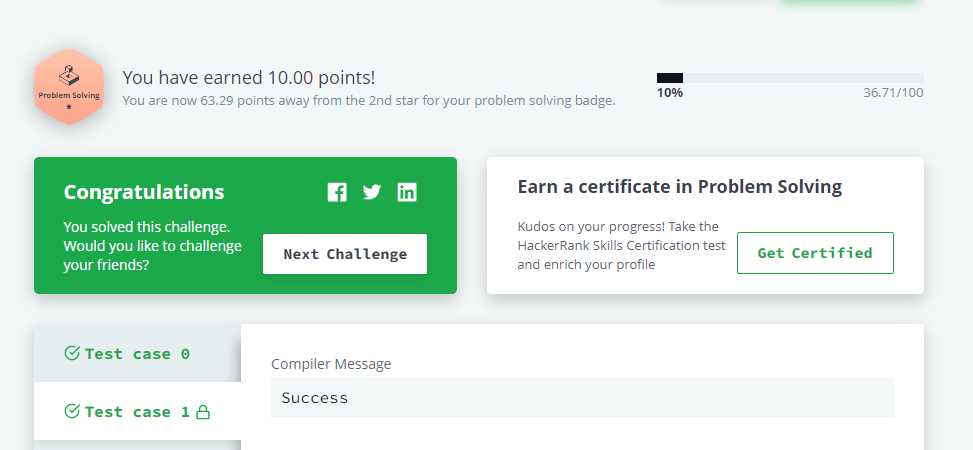 Problem Solving
You have earned 10.00 points!
You are now 63.29 points away from the 2nd star for your problem solving badge.
10%
36.71/100
Congratulations
You solved this challenge.
Would you like to challenge
your friends?
Next Challenge
Earn a certificate in Problem Solving
Kudos on your progress! Take the
HackerRank Skills Certification test
and enrich your profile
Get Certified
Test case 0
Test case 1
Compiler Message
Success